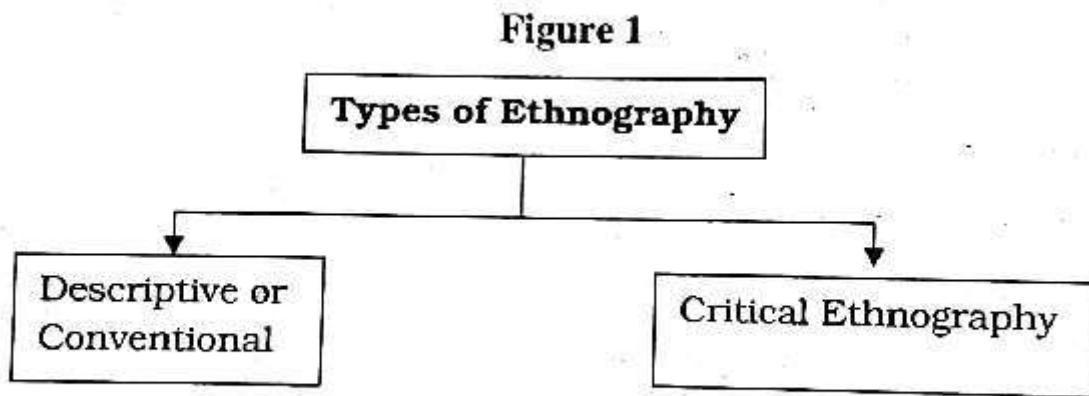 Figure 1
Types of Ethnography
Descriptive or
Conventional
Critical Ethnography